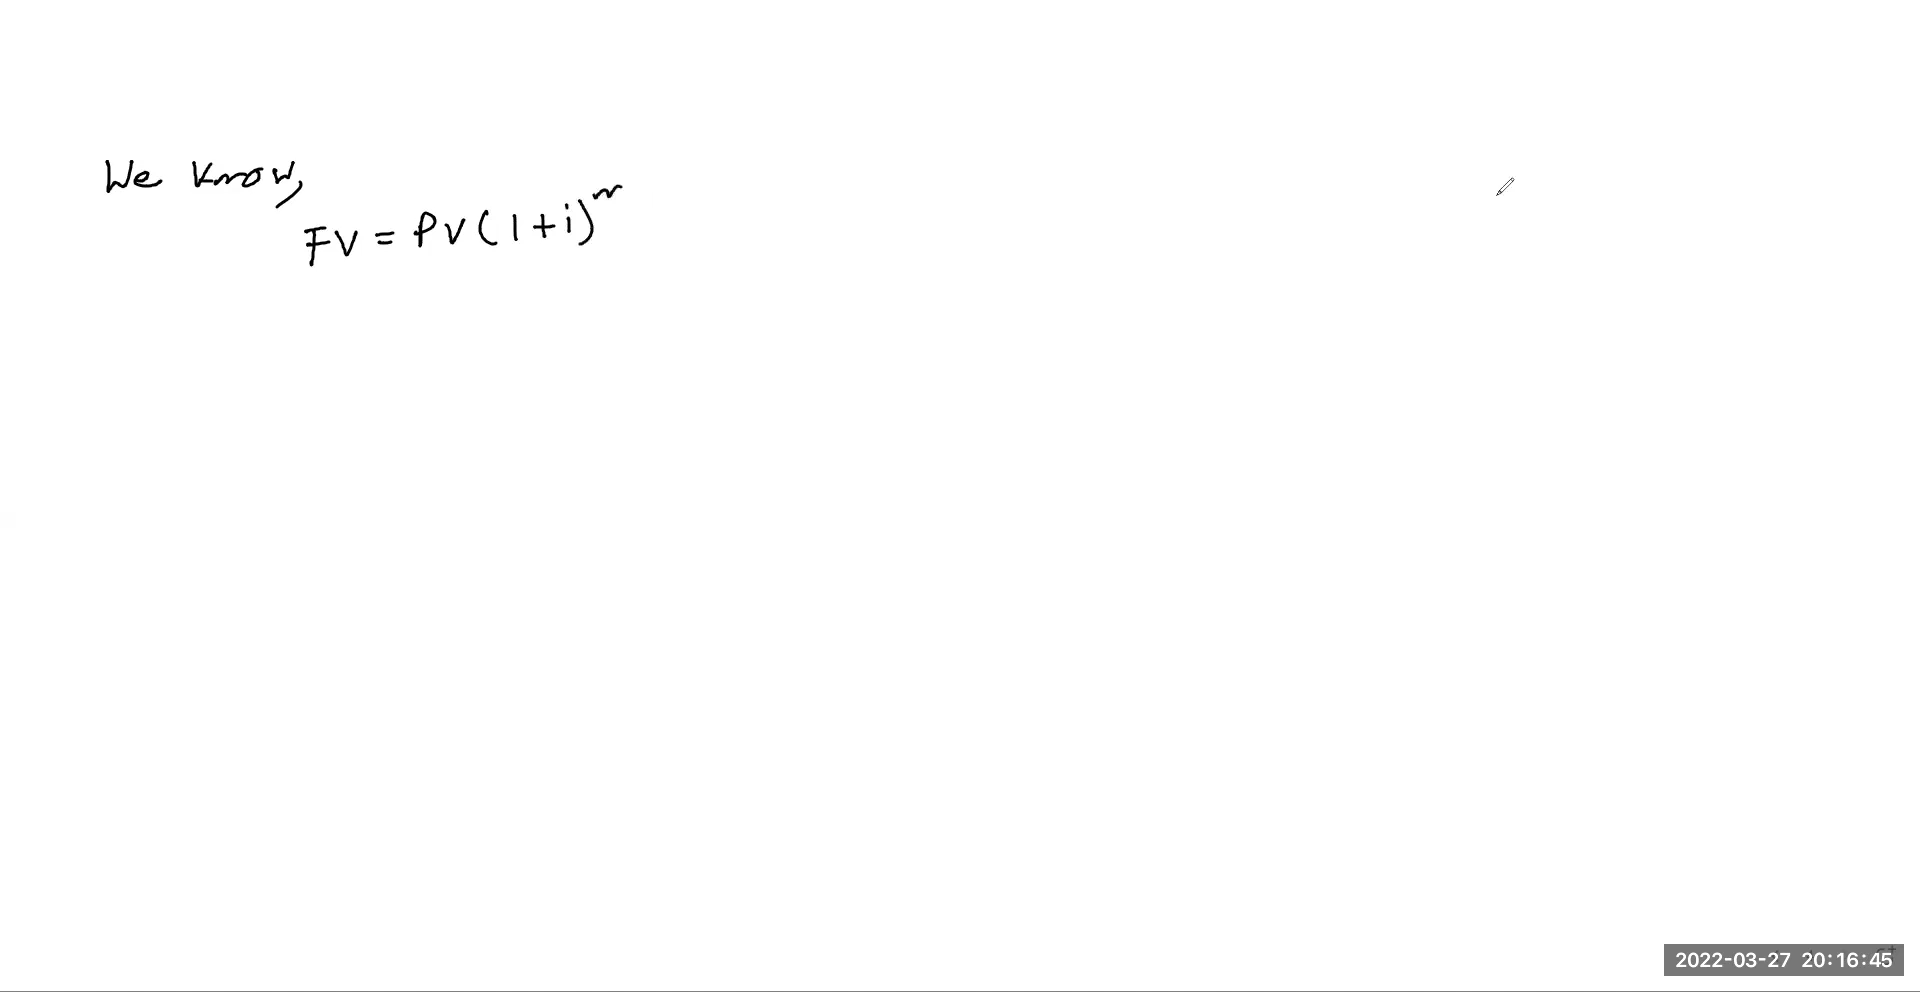 We know,
FV = PV(1+i)^n
2022-03-27 20:16:45